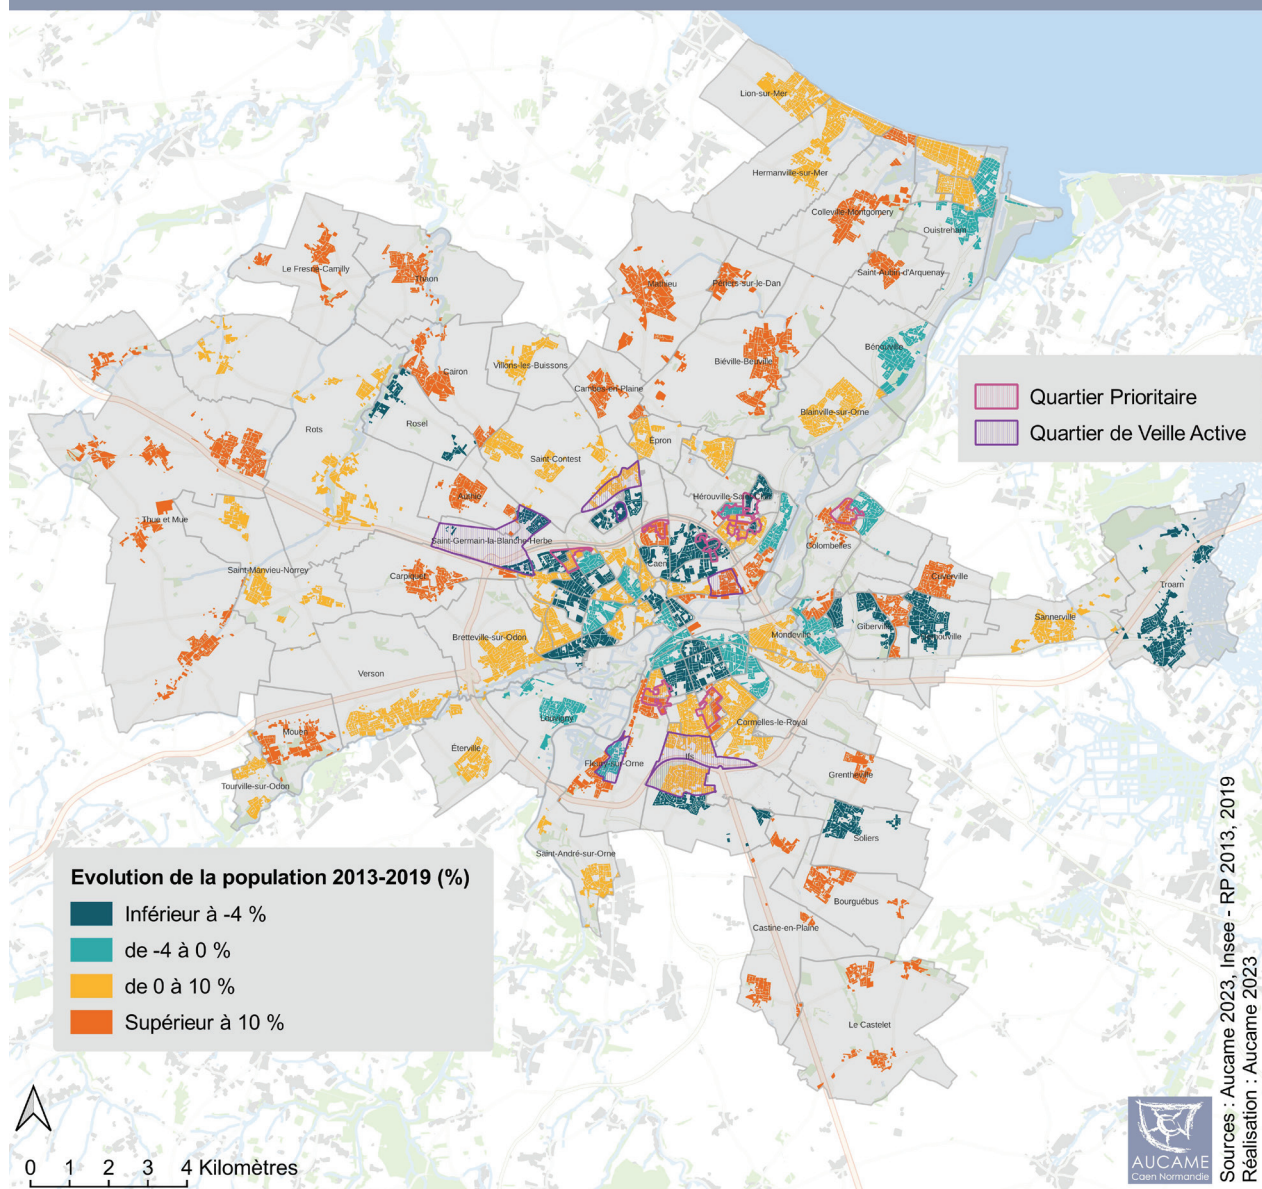 Lion-sur-Mer
Hermanville-sur-Mer
Colleville-Montgomery
Ouistreham
Le Fresne-Camilly
Thaon
Mathieu
Périers-sur-le-Dan
Saint-Aubin-d'Arquenay
Bénouville
Biéville-Beuville
Villons-les-Buissons
Cairon
Cambes-en-Plaine
Quartier Prioritaire
Blainville-sur-Orne
Rosel
Rots
Quartier de Veille Active
Épron
Saint-Contest
Authie
Hérouville-Saint-Clair
Thue et Mue
Saint-Germain-la-Blanche-Herbe
Colombelles
Caen
Saint-Manvieu-Norrey
Carpiquet
Cuverville
Troarn
Sannerville
Giberville
Démouville
Mondeville
Bretteville-sur-Odon
Verson
Louvigny
Cormelles-le-Royal
Mouen
Éterville
Ifs
Fleury-sur-Orne
Grentheville
Tourville-sur-Odon
Soliers
Saint-André-sur-Orne
Bourguébus
Castine-en-Plaine
Le Castelet
Evolution de la population 2013-2019 (%)
Inférieur à -4 %
de -4 à 0 %
de 0 à 10 %
Supérieur à 10 %
0 1 2 3 4 Kilomètres
AUCAME
Caen Normandie
Sources : Aucame 2023, Insee - RP 2013, 2019
Réalisation : Aucame 2023